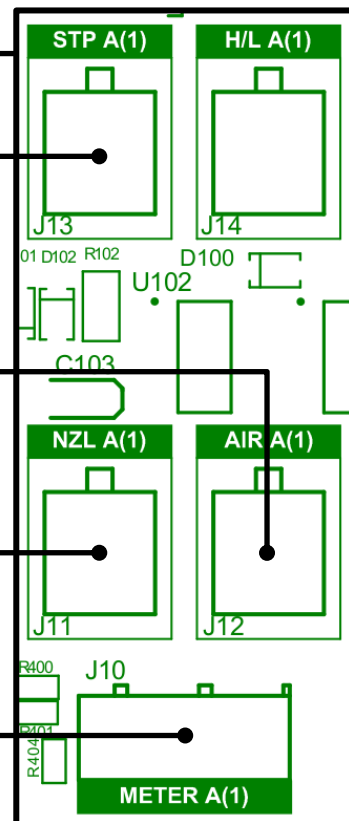 STP A(1)
H/L A(1)
J13
J14
01 D102 R102
D100
U102
C103
NZL A(1)
AIR A(1)
J11
J12
R400
J10
R401
R404
METER A(1)